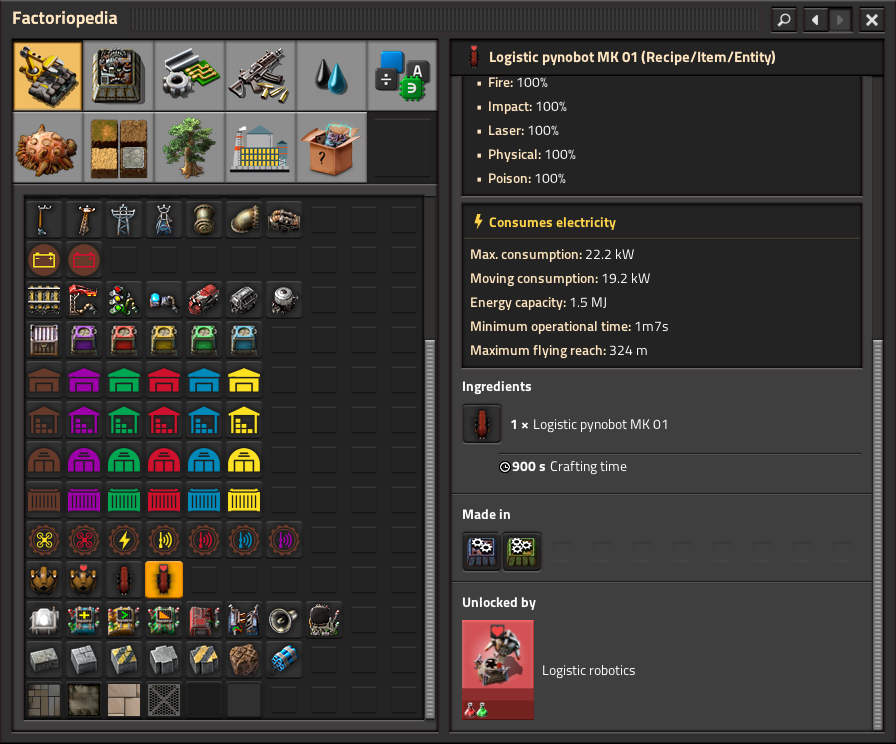 Factoriopedia
Logistic pynobot MK 01 (Recipe/Item/Entity)
Fire: 100%
Impact: 100%
Laser: 100%
Physical: 100%
Poison: 100%
Consumes electricity
Max. consumption: 22.2 kW
Moving consumption: 19.2 kW
Energy capacity: 1.5 MJ
Minimum operational time: 1m7s
Maximum flying reach: 324 m
Ingredients
1 × Logistic pynobot MK 01
900 s Crafting time
Made in
Unlocked by
Logistic robotics